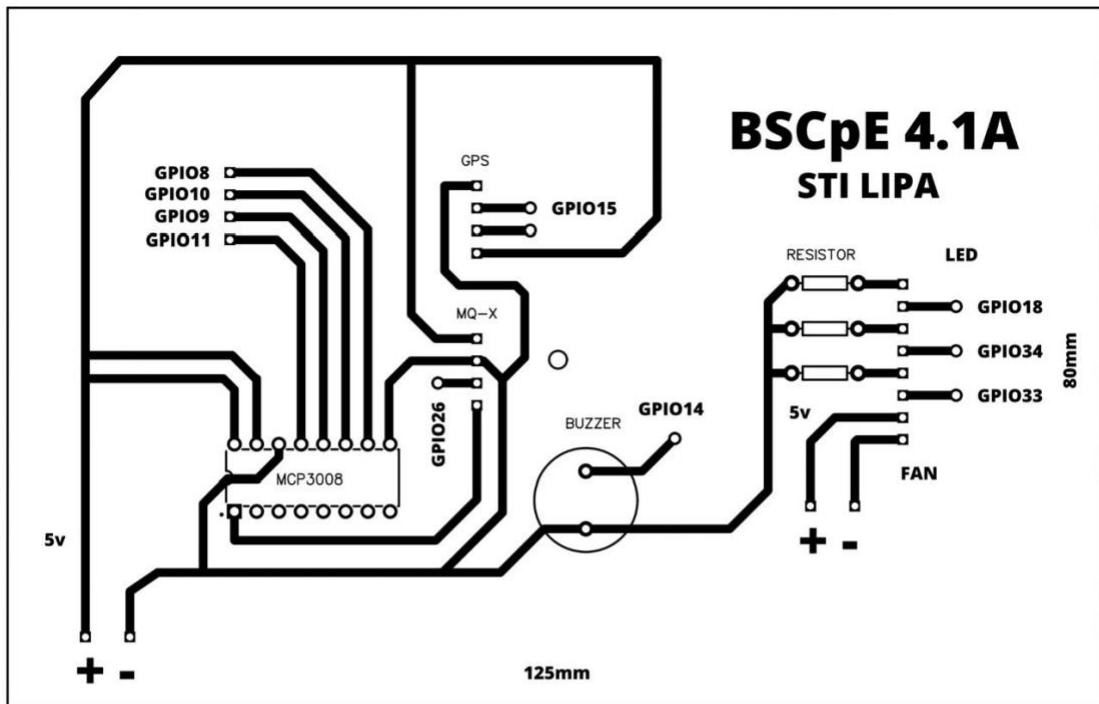 BSCpE 4.1A
STI LIPA
GPS
GPIO8
GPIO10
GPIO9
GPIO11
GPIO15
RESISTOR
LED
GPIO18
GPIO34
GPIO33
80mm
MQ-X
GPIO26
GPIO14
BUZZER
5v
FAN
+ -
MCP3008
5v
+ -
125mm